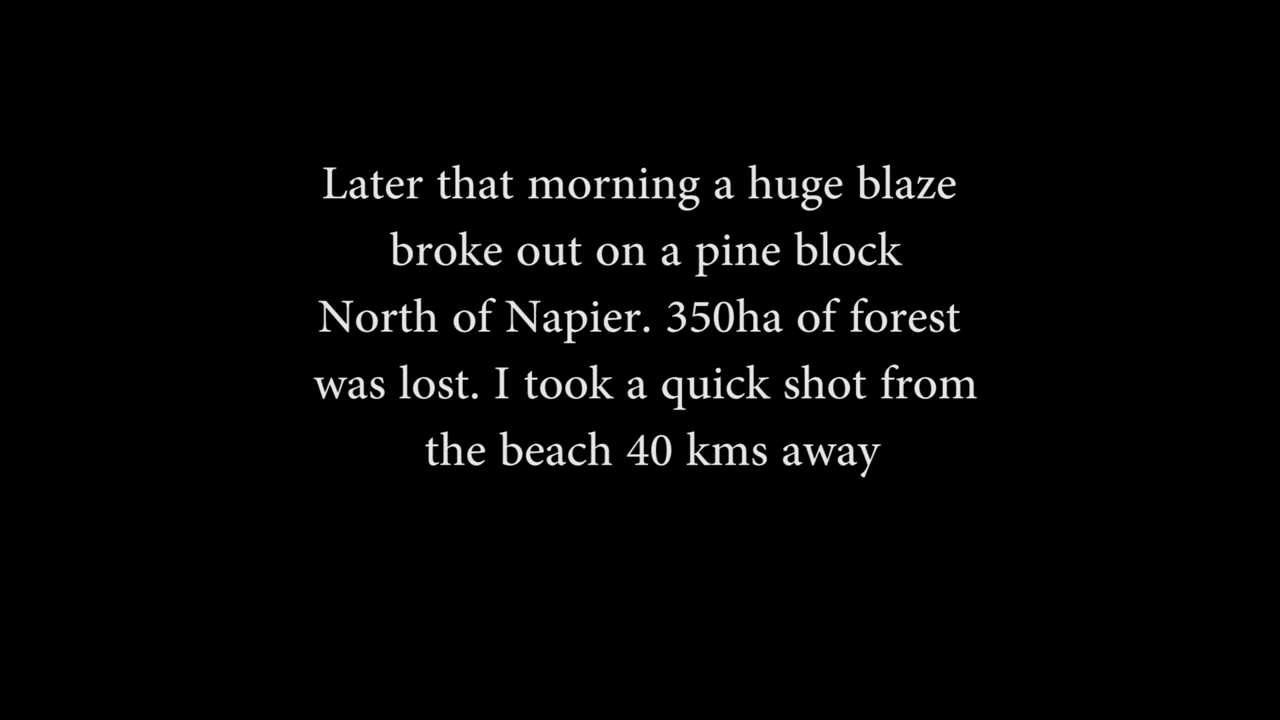 Later that morning a huge blaze
broke out on a pine block
North of Napier. 350ha of forest
was lost. I took a quick shot from
the beach 40 kms away